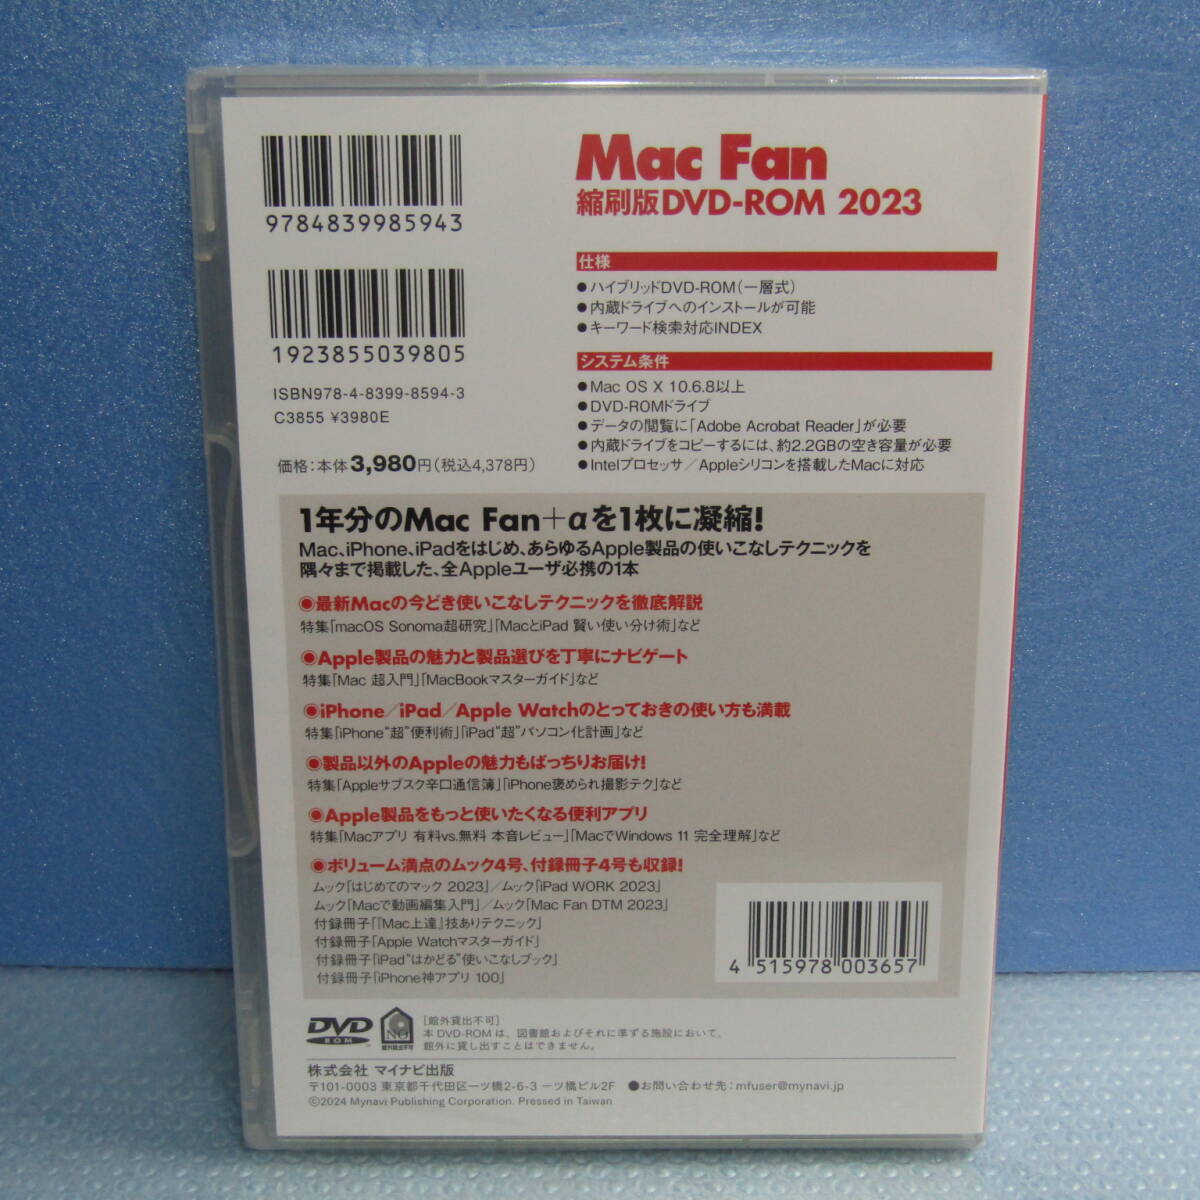 9784839985943
1923855039805
ISBN978-4-8399-8594-3
C3855 ¥3980E
価格:本体3,980円(税込4,378円)
Mac Fan
縮刷版DVD-ROM 2023
仕様
●ハイブリッドDVD-ROM(一層式)
●内蔵ドライブへのインストールが可能
●キーワード検索対応INDEX
システム条件
●Mac OS X 10.6.8以上
●DVD-ROMドライブ
●データの閲覧に「Adobe Acrobat Reader」が必要
●内蔵ドライブをコピーするには、約2.2GBの空き容量が必要
●Intelプロセッサ/Appleシリコンを搭載したMacに対応
1年分のMac Fan+αを1枚に凝縮!
Mac、iPhone、iPadをはじめ、あらゆるApple製品の使いこなしテクニックを
隅々まで掲載した、全Appleユーザ必携の1本
◉最新Macの今どき使いこなしテクニックを徹底解説
特集「macOS Sonoma超研究」「MacとiPad 賢い使い分け術」など
◉Apple製品の魅力と製品選びを丁寧にナビゲート
特集「Mac 超入門」「MacBookマスターガイド」など
◉iPhone/iPad/Apple Watchのとっておきの使い方も満載
特集「iPhone“超”便利術」「iPad“超”パソコン化計画」など
◉製品以外のAppleの魅力もばっちりお届け!
特集「Appleサブスク辛口通信簿」「iPhone褒められ撮影テク」など
◉Apple製品をもっと使いたくなる便利アプリ
特集「Macアプリ 有料vs.無料 本音レビュー」「MacでWindows 11 完全理解」など
◉ボリューム満点のムック4号、付録冊子4号も収録!
ムック「はじめてのマック 2023」/ムック「iPad WORK 2023」
ムック「Macで動画編集入門」/ムック「Mac Fan DTM 2023」
付録冊子「『Mac上達』技ありテクニック」
付録冊子「Apple Watchマスターガイド」
付録冊子「iPad“はかどる”使いこなしブック」
付録冊子「iPhone神アプリ 100」
4 515978 003657
DVD
ROM
NO
館外貸出不可
[館外貸出不可]
本DVD-ROMは、図書館およびそれに準ずる施設において、
館外に貸し出すことはできません。
株式会社 マイナビ出版
〒101-0003 東京都千代田区一ツ橋2-6-3 一ツ橋ビル2F ●お問い合わせ先:mfuser@mynavi.jp
©2024 Mynavi Publishing Corporation. Pressed in Taiwan.